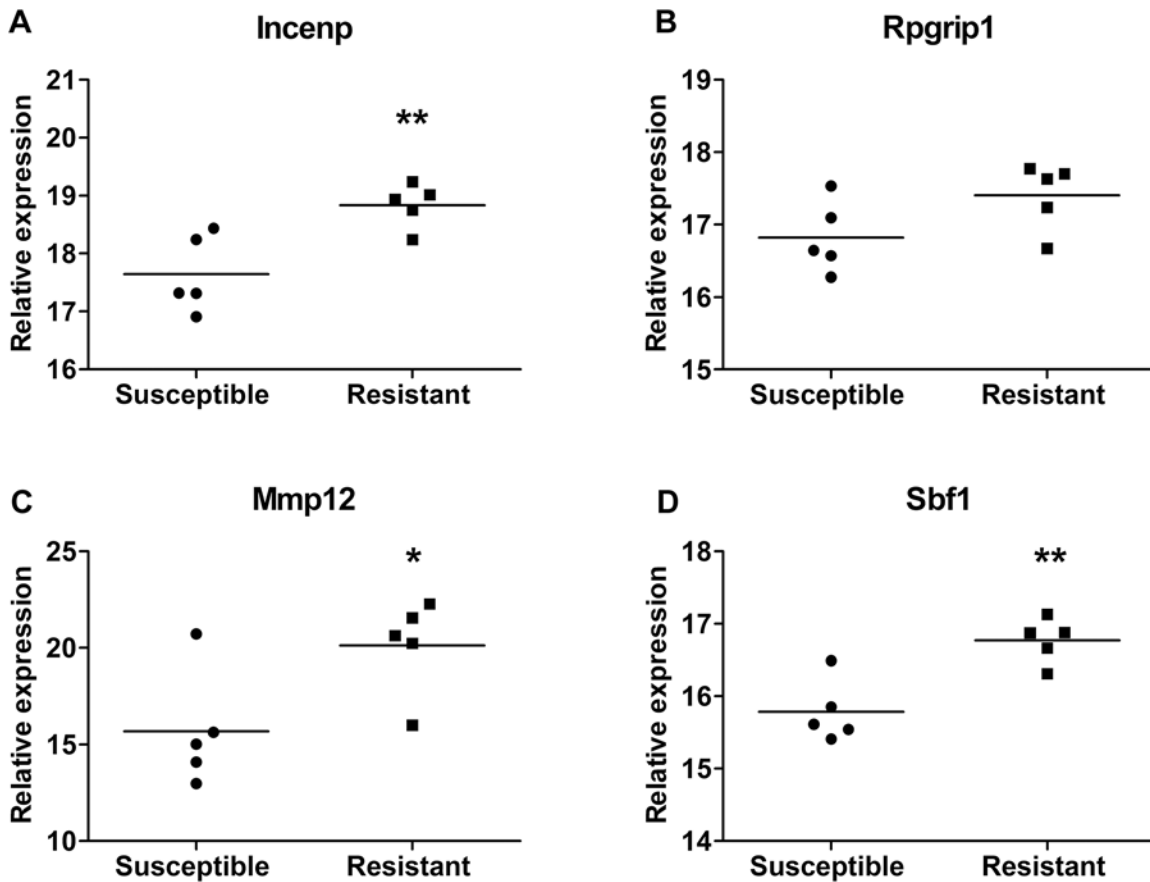 A
Incenp
Relative expression
21
20
19
18
17
16
**
Susceptible
Resistant
B
Rpgrip1
Relative expression
19
18
17
16
15
Susceptible
Resistant
C
Mmp12
Relative expression
25
20
15
10
*
Susceptible
Resistant
D
Sbf1
Relative expression
18
17
16
15
14
**
Susceptible
Resistant